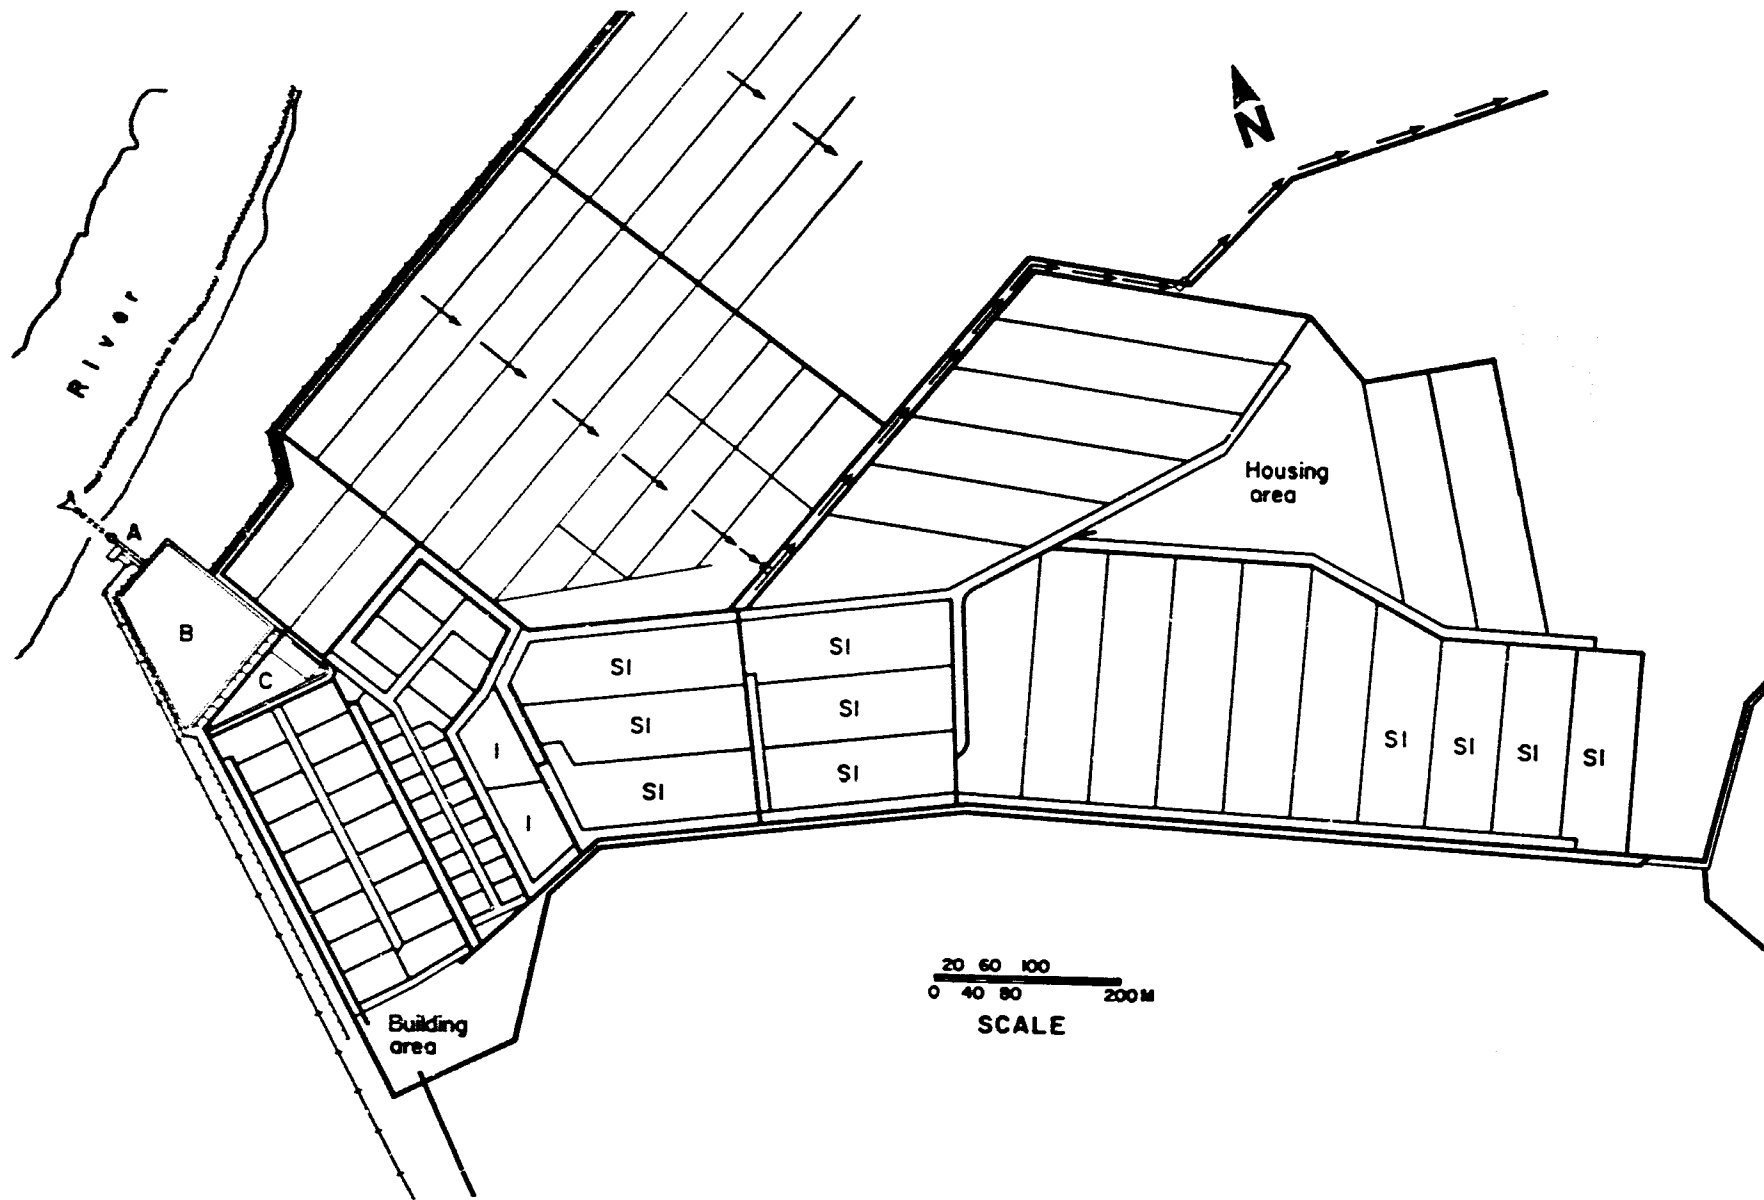 N
River
A
B
C
Housing
area
SI
SI
SI
SI
SI
SI
SI
SI
SI
SI
I
I
20 60 100
0 40 80 200M
SCALE
Building
area